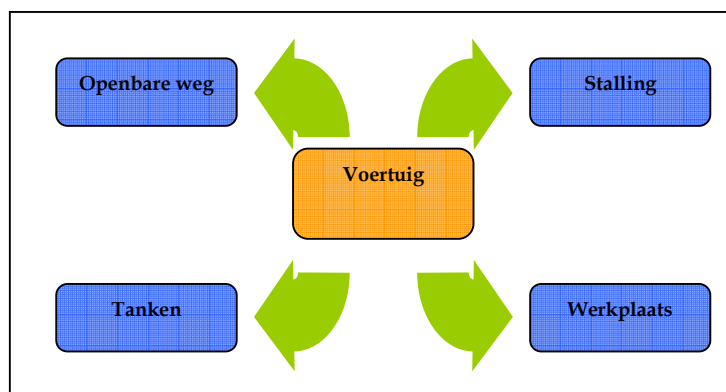 Openbare weg
Stalling
Voertuig
Tanken
Werkplaats